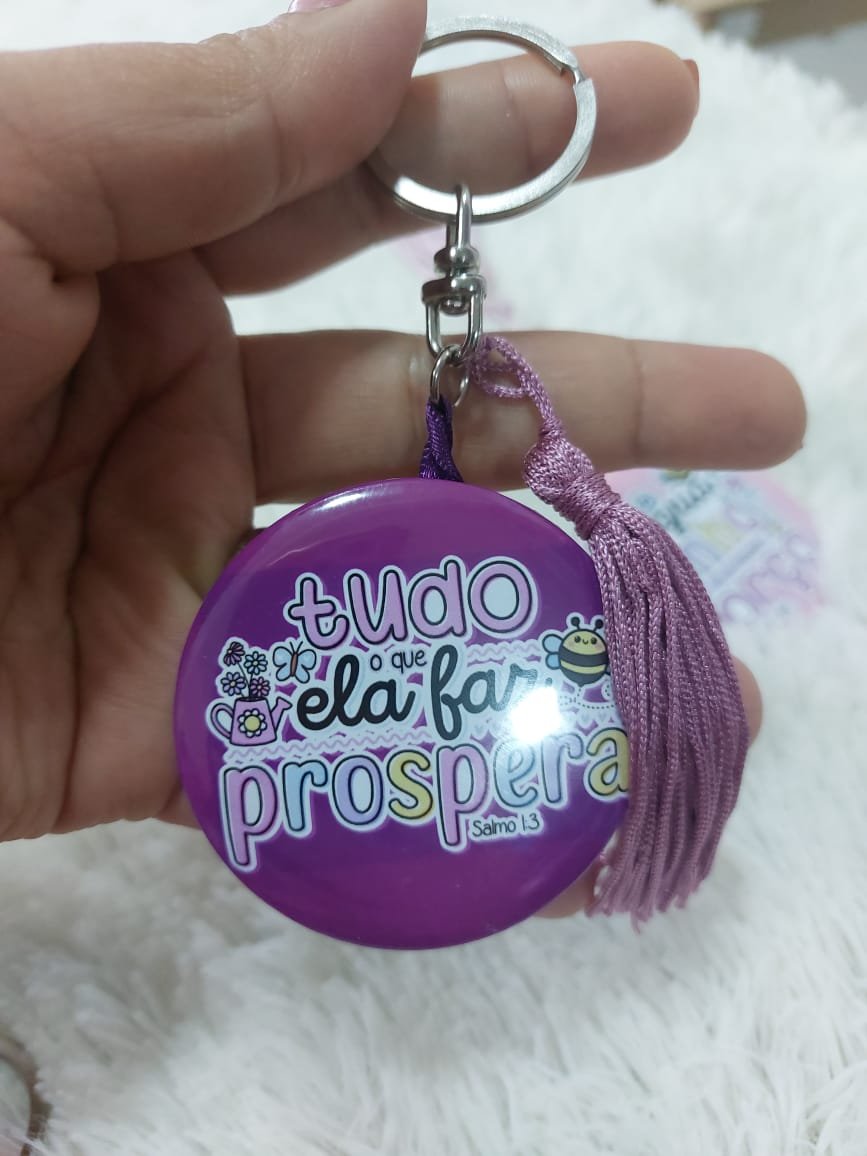 tudo
o que
ela faz
prospera
Salmo 1:3